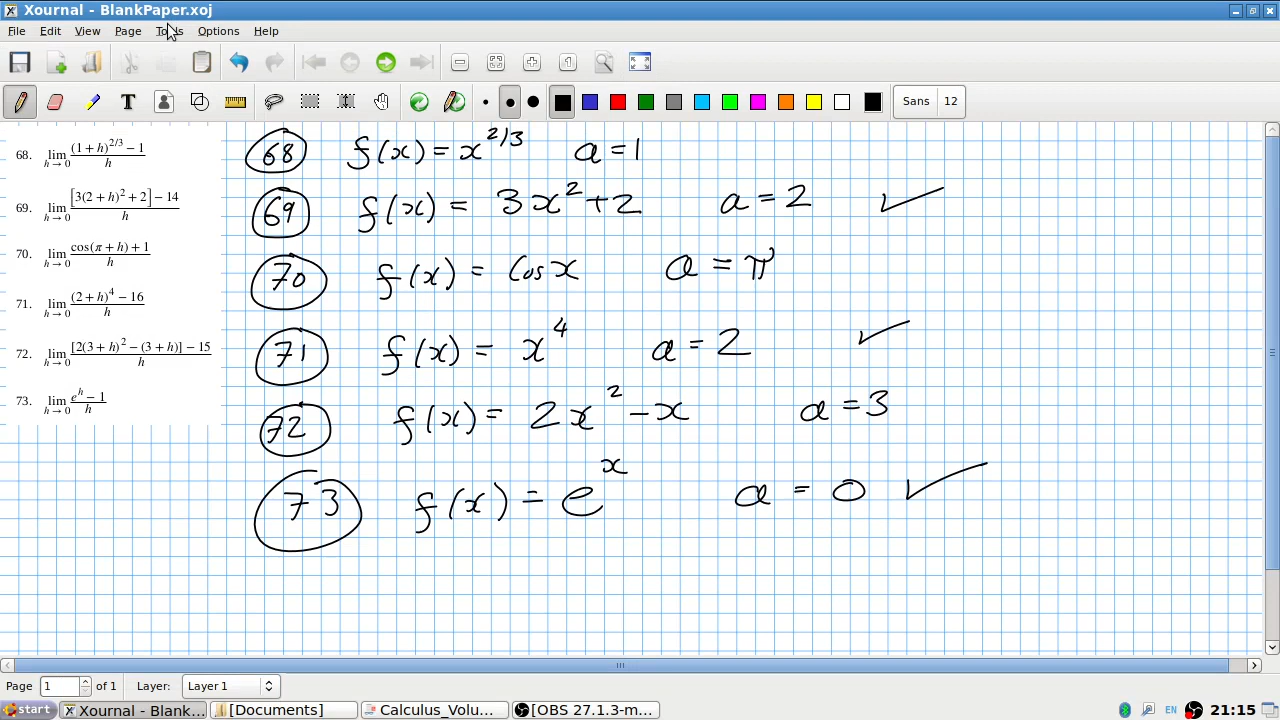 Xournal - BlankPaper.xoj
File Edit View Page Tools Options Help
Sans 12
68. lim h→0 (1 + h)^{2/3} − 1 / h
69. lim h→0 [3(2 + h)^2 + 2] − 14 / h
70. lim h→0 cos(π + h) + 1 / h
71. lim h→0 (2 + h)^4 − 16 / h
72. lim h→0 [2(3 + h)^2 − (3 + h)] − 15 / h
73. lim h→0 e^h − 1 / h
68 f(x) = x^{2/3} a = 1
69 f(x) = 3x^2 + 2 a = 2 ✓
70 f(x) = Cos x a = π
71 f(x) = x^4 a = 2 ✓
72 f(x) = 2x^2 − x a = 3
73 f(x) = e^x a = 0 ✓
Page 1 of 1 Layer: Layer 1
start Xournal - Blank... [Documents] Calculus_Volu... [OBS 27.1.3-m... EN 21:15